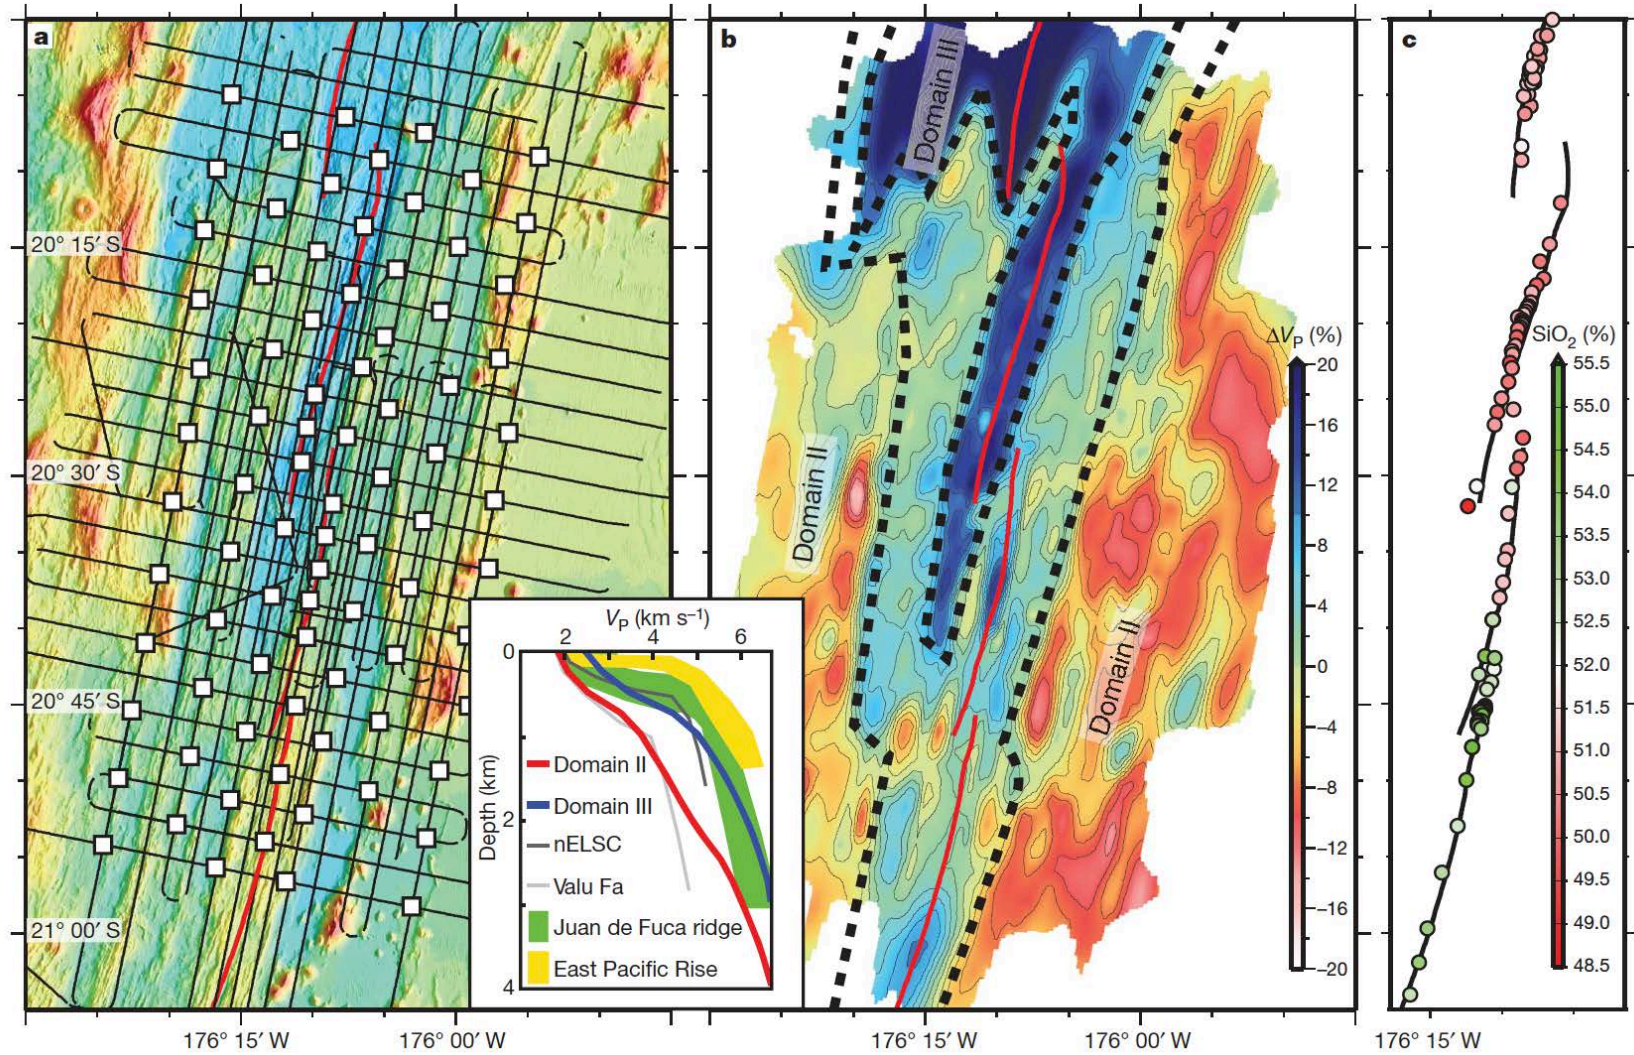 a
20° 15′ S
20° 30′ S
20° 45′ S
21° 00′ S
176° 15′ W
176° 00′ W
V_P (km s⁻¹)
2
4
6
0
2
4
Depth (km)
Domain II
Domain III
nELSC
Valu Fa
Juan de Fuca ridge
East Pacific Rise
b
Domain III
Domain II
Domain II
ΔV_P (%)
20
16
12
8
4
0
−4
−8
−12
−16
−20
176° 15′ W
176° 00′ W
c
SiO₂ (%)
55.5
55.0
54.5
54.0
53.5
53.0
52.5
52.0
51.5
51.0
50.5
50.0
49.5
49.0
48.5
176° 15′ W